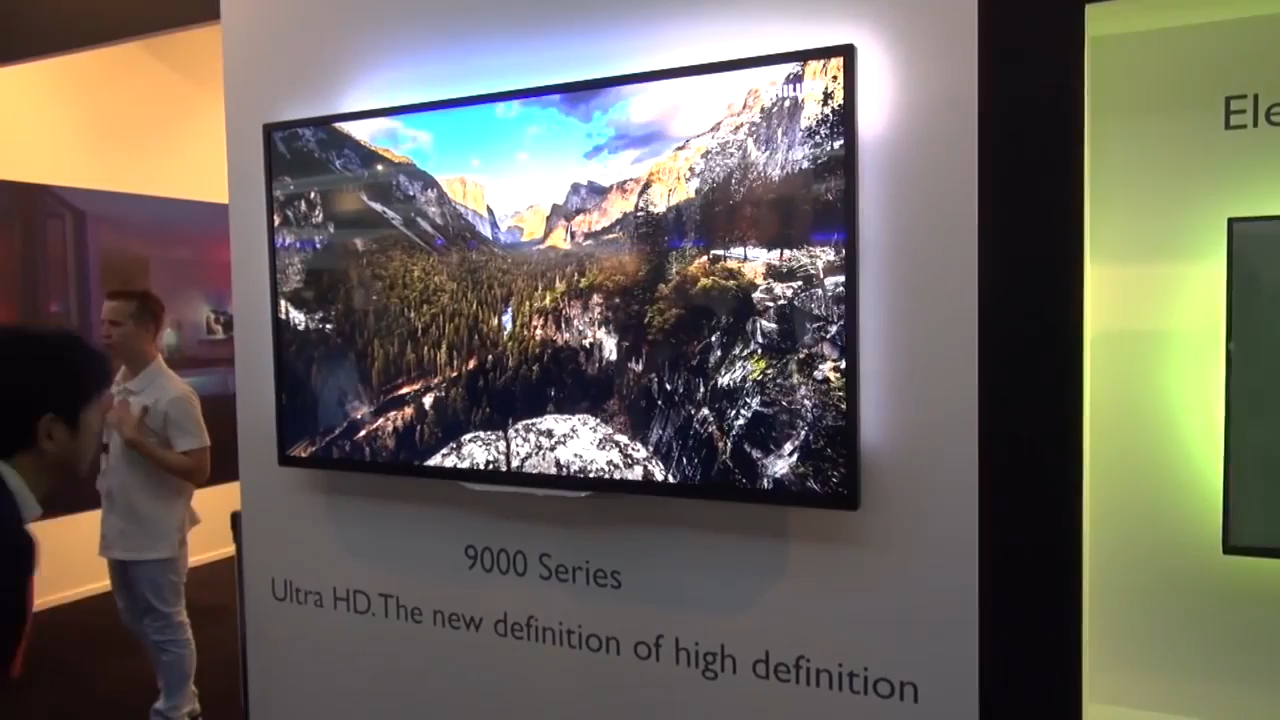 9000 Series
Ultra HD. The new definition of high definition
Ele